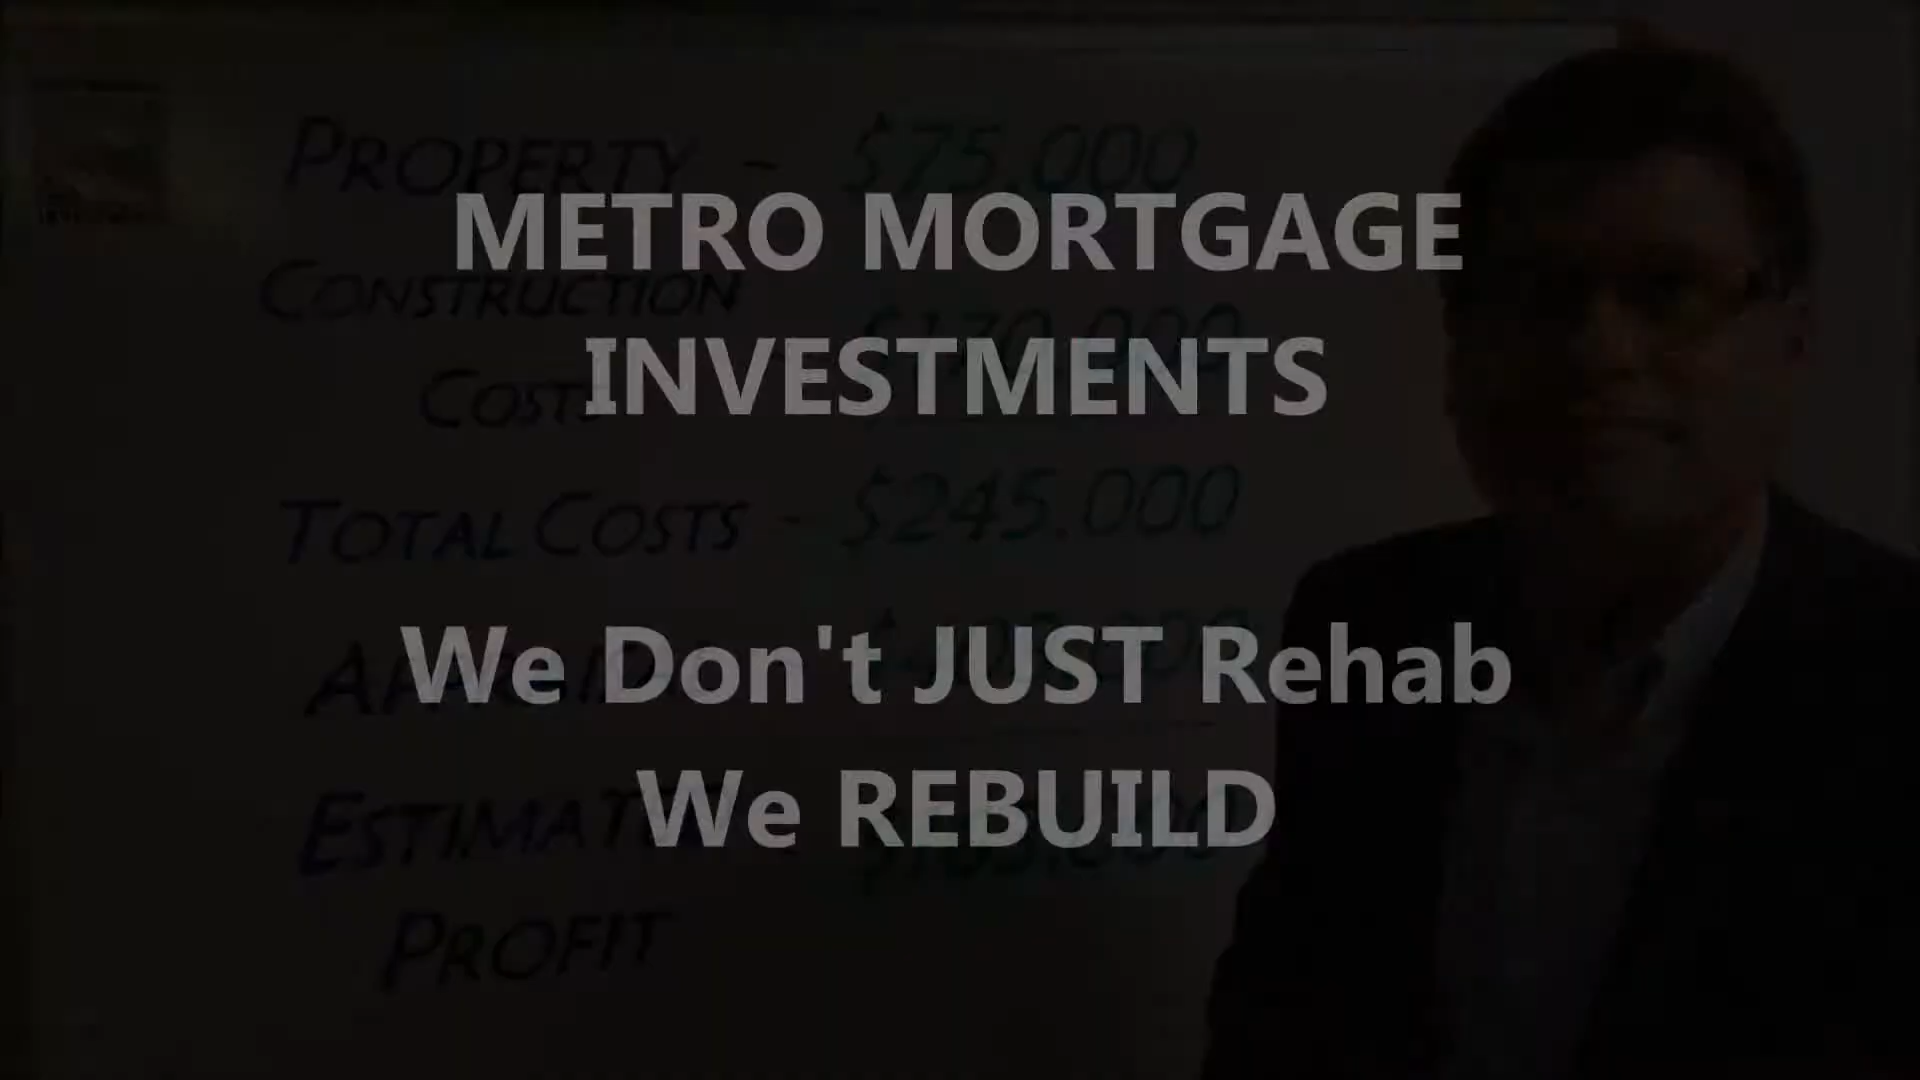 PROPERTY - $75.000
METRO MORTGAGE
INVESTMENTS
CONSTRUCTION
COSTS
TOTAL COSTS - $245.000
We Don't JUST Rehab
We REBUILD
PROFIT